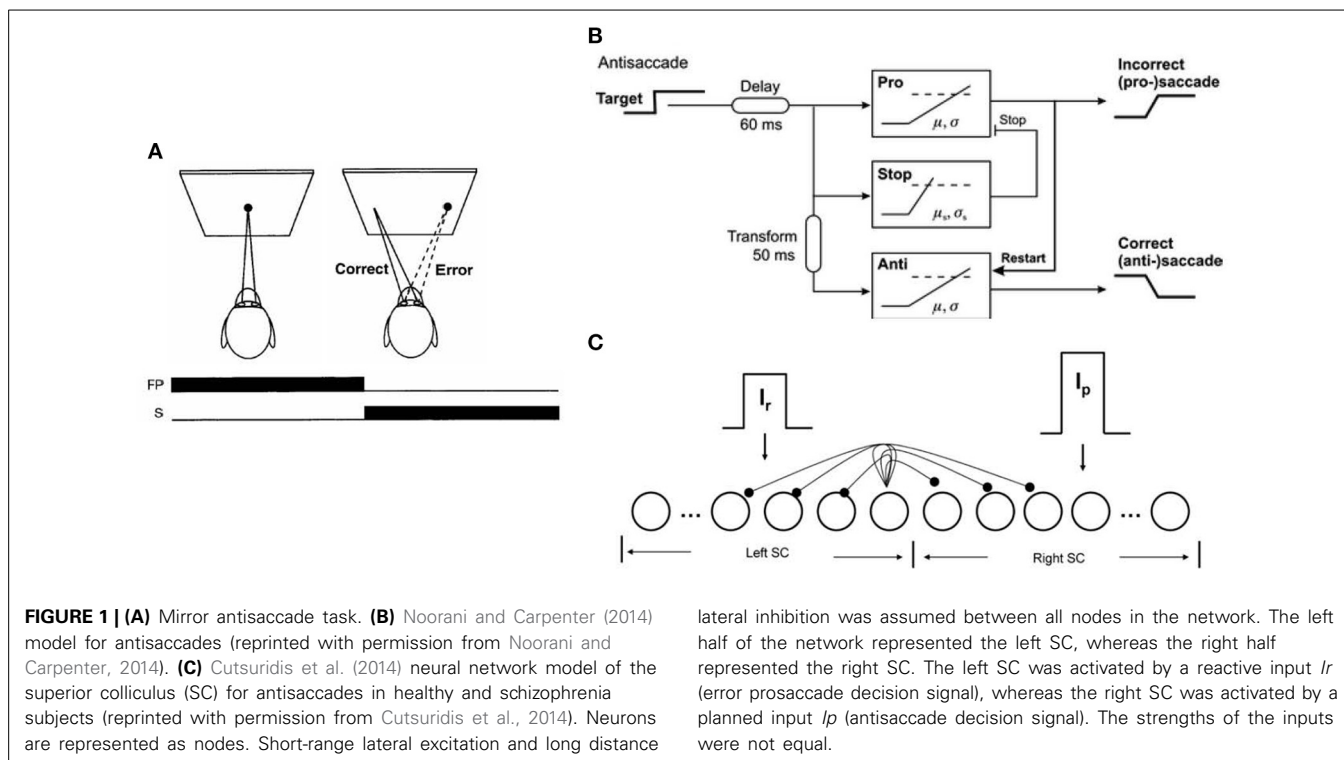 A
Correct
Error
FP
S
B
Antisaccade
Target
Delay
60 ms
Pro
μ, σ
Stop
Incorrect
(pro-)saccade
Stop
μs, σs
Transform
50 ms
Restart
Anti
μ, σ
Correct
(anti-)saccade
C
Ir
Ip
...
...
Left SC
Right SC
FIGURE 1 | (A) Mirror antisaccade task. (B) Noorani and Carpenter (2014)
model for antisaccades (reprinted with permission from Noorani and
Carpenter, 2014). (C) Cutsuridis et al. (2014) neural network model of the
superior colliculus (SC) for antisaccades in healthy and schizophrenia
subjects (reprinted with permission from Cutsuridis et al., 2014). Neurons
are represented as nodes. Short-range lateral excitation and long distance
lateral inhibition was assumed between all nodes in the network. The left
half of the network represented the left SC, whereas the right half
represented the right SC. The left SC was activated by a reactive input Ir
(error prosaccade decision signal), whereas the right SC was activated by a
planned input Ip (antisaccade decision signal). The strengths of the inputs
were not equal.